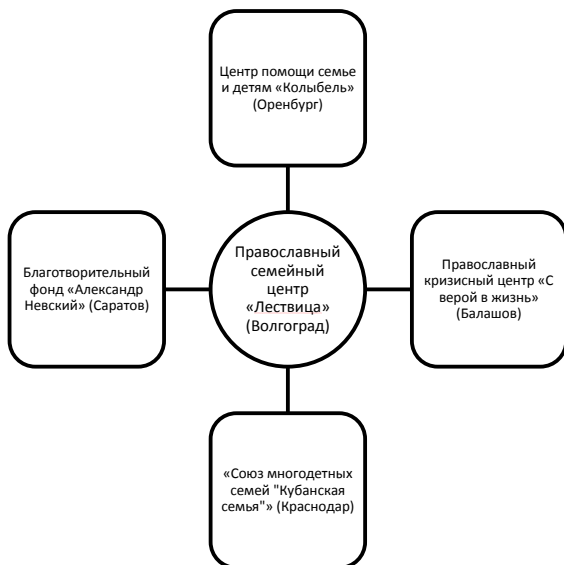 Центр помощи семье
и детям «Колыбель»
(Оренбург)
Благотворительный
фонд «Александр
Невский» (Саратов)
Православный
семейный
центр
«Лествица»
(Волгоград)
Православный
кризисный центр «С
верой в жизнь»
(Балашов)
«Союз многодетных
семей "Кубанская
семья"» (Краснодар)